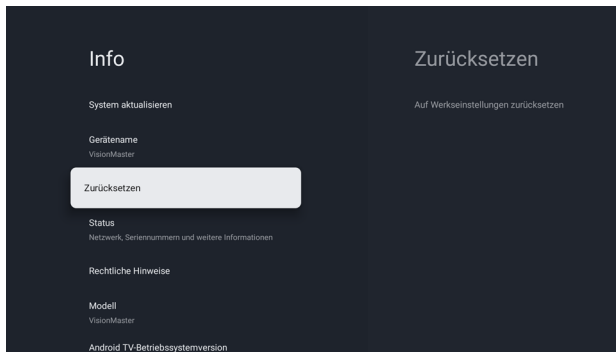 Info
System aktualisieren
Gerätename
VisionMaster
Zurücksetzen
Status
Netzwerk, Seriennummern und weitere Informationen
Rechtliche Hinweise
Modell
VisionMaster
Android TV-Betriebssystemversion
Zurücksetzen
Auf Werkseinstellungen zurücksetzen